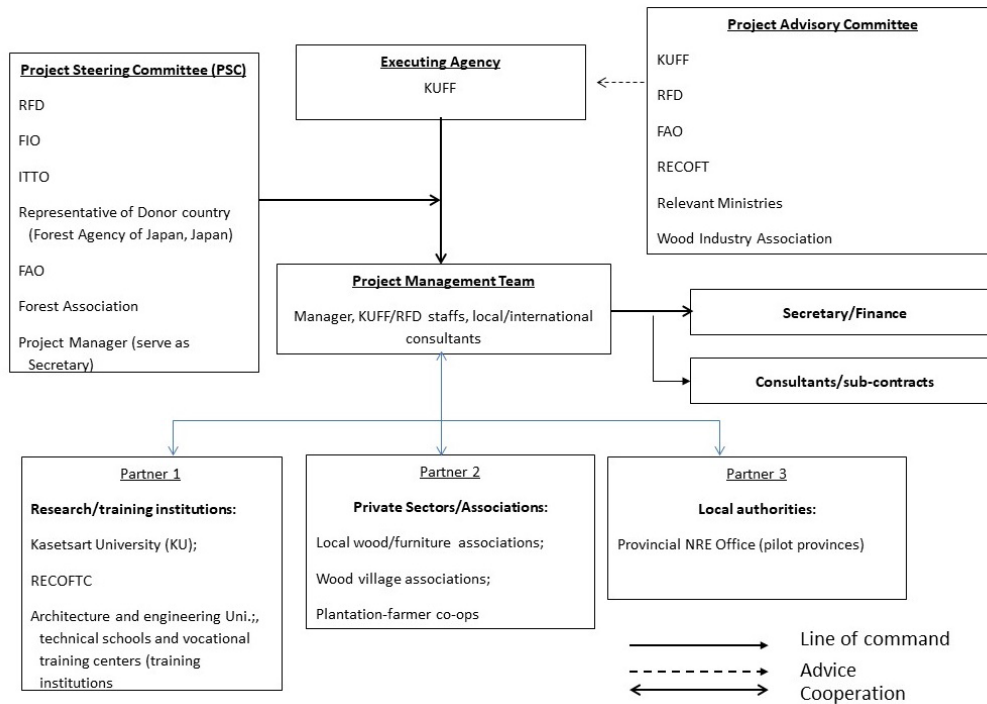 Project Steering Committee (PSC)
RFD
FIO
ITTO
Representative of Donor country
(Forest Agency of Japan, Japan)
FAO
Forest Association
Project Manager (serve as
Secretary)
Executing Agency
KUFF
Project Advisory Committee
KUFF
RFD
FAO
RECOFT
Relevant Ministries
Wood Industry Association
Project Management Team
Manager, KUFF/RFD staffs, local/international
consultants
Secretary/Finance
Consultants/sub-contracts
Partner 1
Research/training institutions:
Kasetsart University (KU);
RECOFTC
Architecture and engineering Uni.;,
technical schools and vocational
training centers (training
institutions
Partner 2
Private Sectors/Associations:
Local wood/furniture associations;
Wood village associations;
Plantation-farmer co-ops
Partner 3
Local authorities:
Provincial NRE Office (pilot provinces)
Line of command
Advice
Cooperation